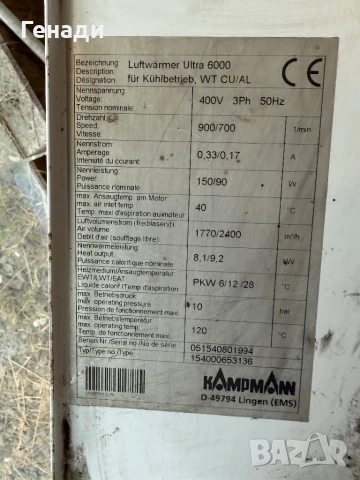 Генади
Bezeichnung Luftwärmer Ultra 6000
Description: für Kühlbetrieb, WT CU/AL
Désignation:
CE
Nennspannung
Voltage: 400V 3Ph 50Hz
Tension nominale:
Drehzahl
Speed: 900/700 1/min
Vitesse:
Nennstrom
Amperage 0,33/0,17 A
Intensité du courant
Nennleistung
Power 150/90 W
Puissance nominale:
max. Ansaugtemp. am Motor
max. air inlet temp 40 °C
Temp. maxi d'aspiration au moteur
Luftvolumenstrom (freiblasend)
Air volume 1770/2400 m³/h
Debit d'air (soufflage libre)
Nennwärmeleistung
Heat output: 8,1/9,2 kW
Puissance calorifique nominale
Heizmedium/Ansaugtemperatur
EWT/LWT/EAT PKW 6/12 /28 °C
Liquide calorif./Temp d'aspiration
max. Betriebsdruck
max. operating pressure 10 bar
Pression de fonctionnement max.
max. Betriebstemperatur
max. operating temp. 120 °C
Temp. de fonctionnement max.
Serien Nr /Serial no /No de Série 051540801994
Typ/Type no /Type 154000653136
KAMPMANN
D-49794 Lingen (EMS)
BAZAR
bg